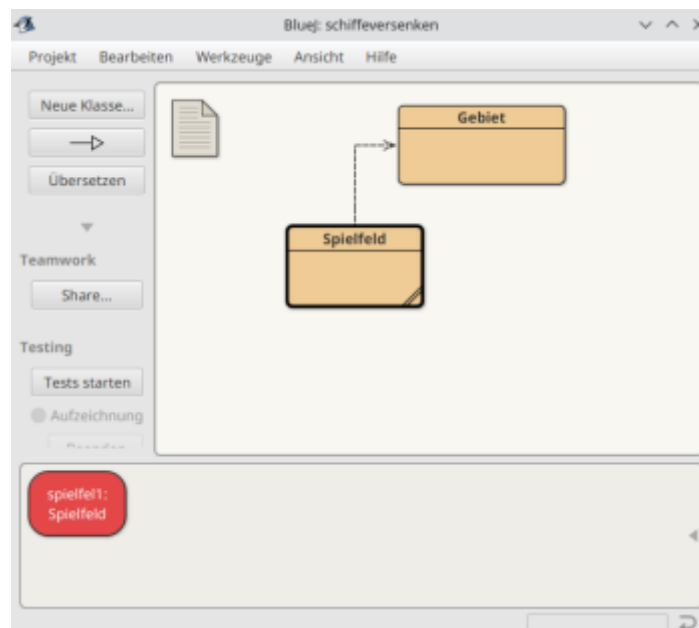 BlueJ: schiffeversenken
Projekt Bearbeiten Werkzeuge Ansicht Hilfe
Neue Klasse...
Übersetzen
Teamwork
Share...
Testing
Tests starten
Aufzeichnung
Beenden
Gebiet
Spielfeld
spielfel1:
Spielfeld